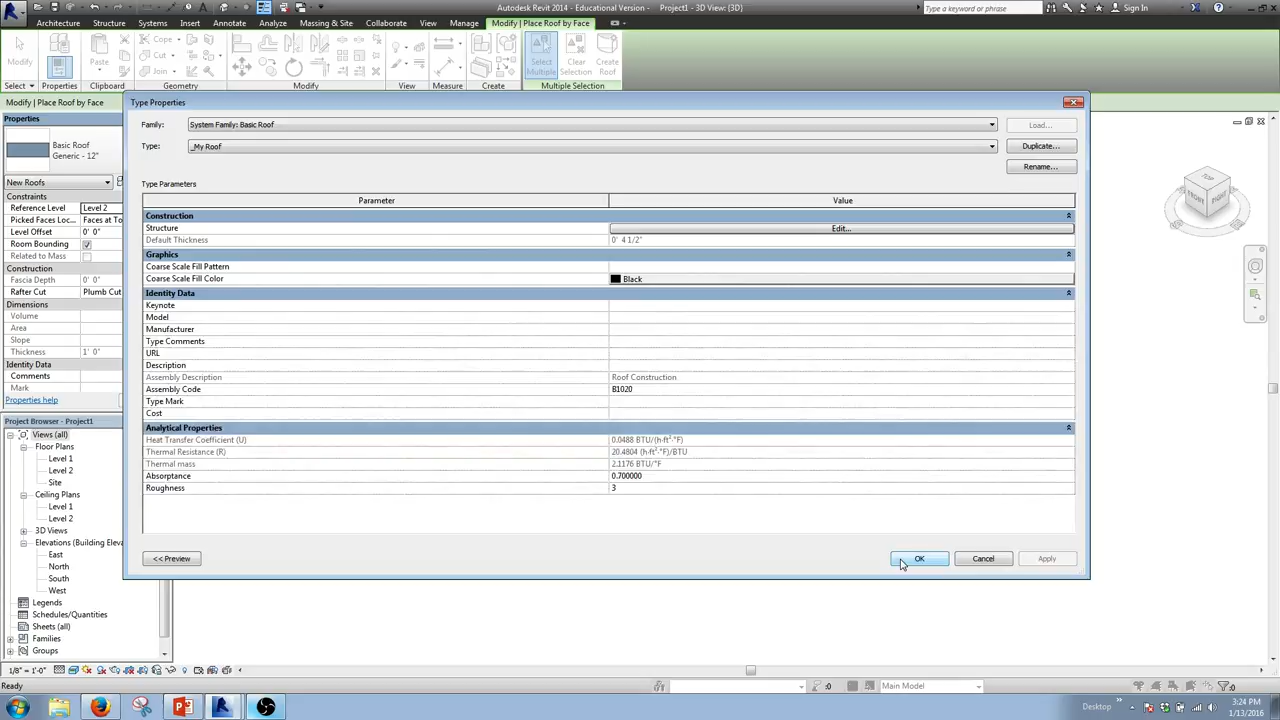 Autodesk Revit 2014 - Educational Version - Project1 - 3D View: {3D}
Type a keyword or phrase
Sign In
Architecture Structure Systems Insert Annotate Analyze Massing & Site Collaborate View Manage Modify | Place Roof by Face
Modify Paste Cope Cut Join Select Multiple Clear Selection Create Roof
Select Properties Clipboard Geometry Modify View Measure Create Multiple Selection
Modify | Place Roof by Face
Properties
Basic Roof
Generic - 12"
New Roofs
Constraints
Reference Level Level 2
Picked Faces Loc... Faces at To
Level Offset 0' 0"
Room Bounding
Related to Mass
Construction
Fascia Depth 0' 0"
Rafter Cut Plumb Cut
Dimensions
Volume
Area
Slope
Thickness 1' 0"
Identity Data
Comments
Mark
Properties help
Project Browser - Project1
Views (all)
Floor Plans
Level 1
Level 2
Site
Ceiling Plans
Level 1
Level 2
3D Views
Elevations (Building Eleva
East
North
South
West
Legends
Schedules/Quantities
Sheets (all)
Families
Groups
Type Properties
Family: System Family: Basic Roof Load...
Type: _My Roof Duplicate...
Rename...
Type Parameters
Parameter Value
Construction
Structure Edit...
Default Thickness 0' 4 1/2"
Graphics
Coarse Scale Fill Pattern
Coarse Scale Fill Color Black
Identity Data
Keynote
Model
Manufacturer
Type Comments
URL
Description
Assembly Description Roof Construction
Assembly Code B1020
Type Mark
Cost
Analytical Properties
Heat Transfer Coefficient (U) 0.0488 BTU/(h·ft²·°F)
Thermal Resistance (R) 20.4804 (h·ft²·°F)/BTU
Thermal mass 2.1176 BTU/°F
Absorptance 0.700000
Roughness 3
<< Preview OK Cancel Apply
TOP
FRONT RIGHT
1/8" = 1'-0"
Ready
:0 Main Model :0
Desktop
3:24 PM
1/13/2016